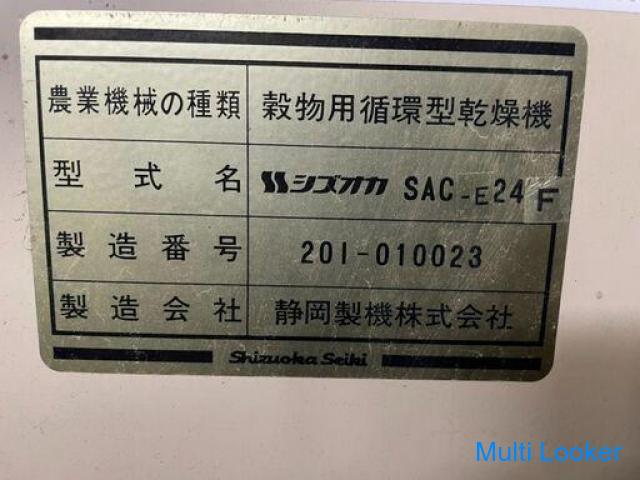 農業機械の種類 穀物用循環型乾燥機
型式名 シズオカ SAC-E24F
製造番号 201-010023
製造会社 静岡製機株式会社
Shizuoka Seiki
Multi Looker